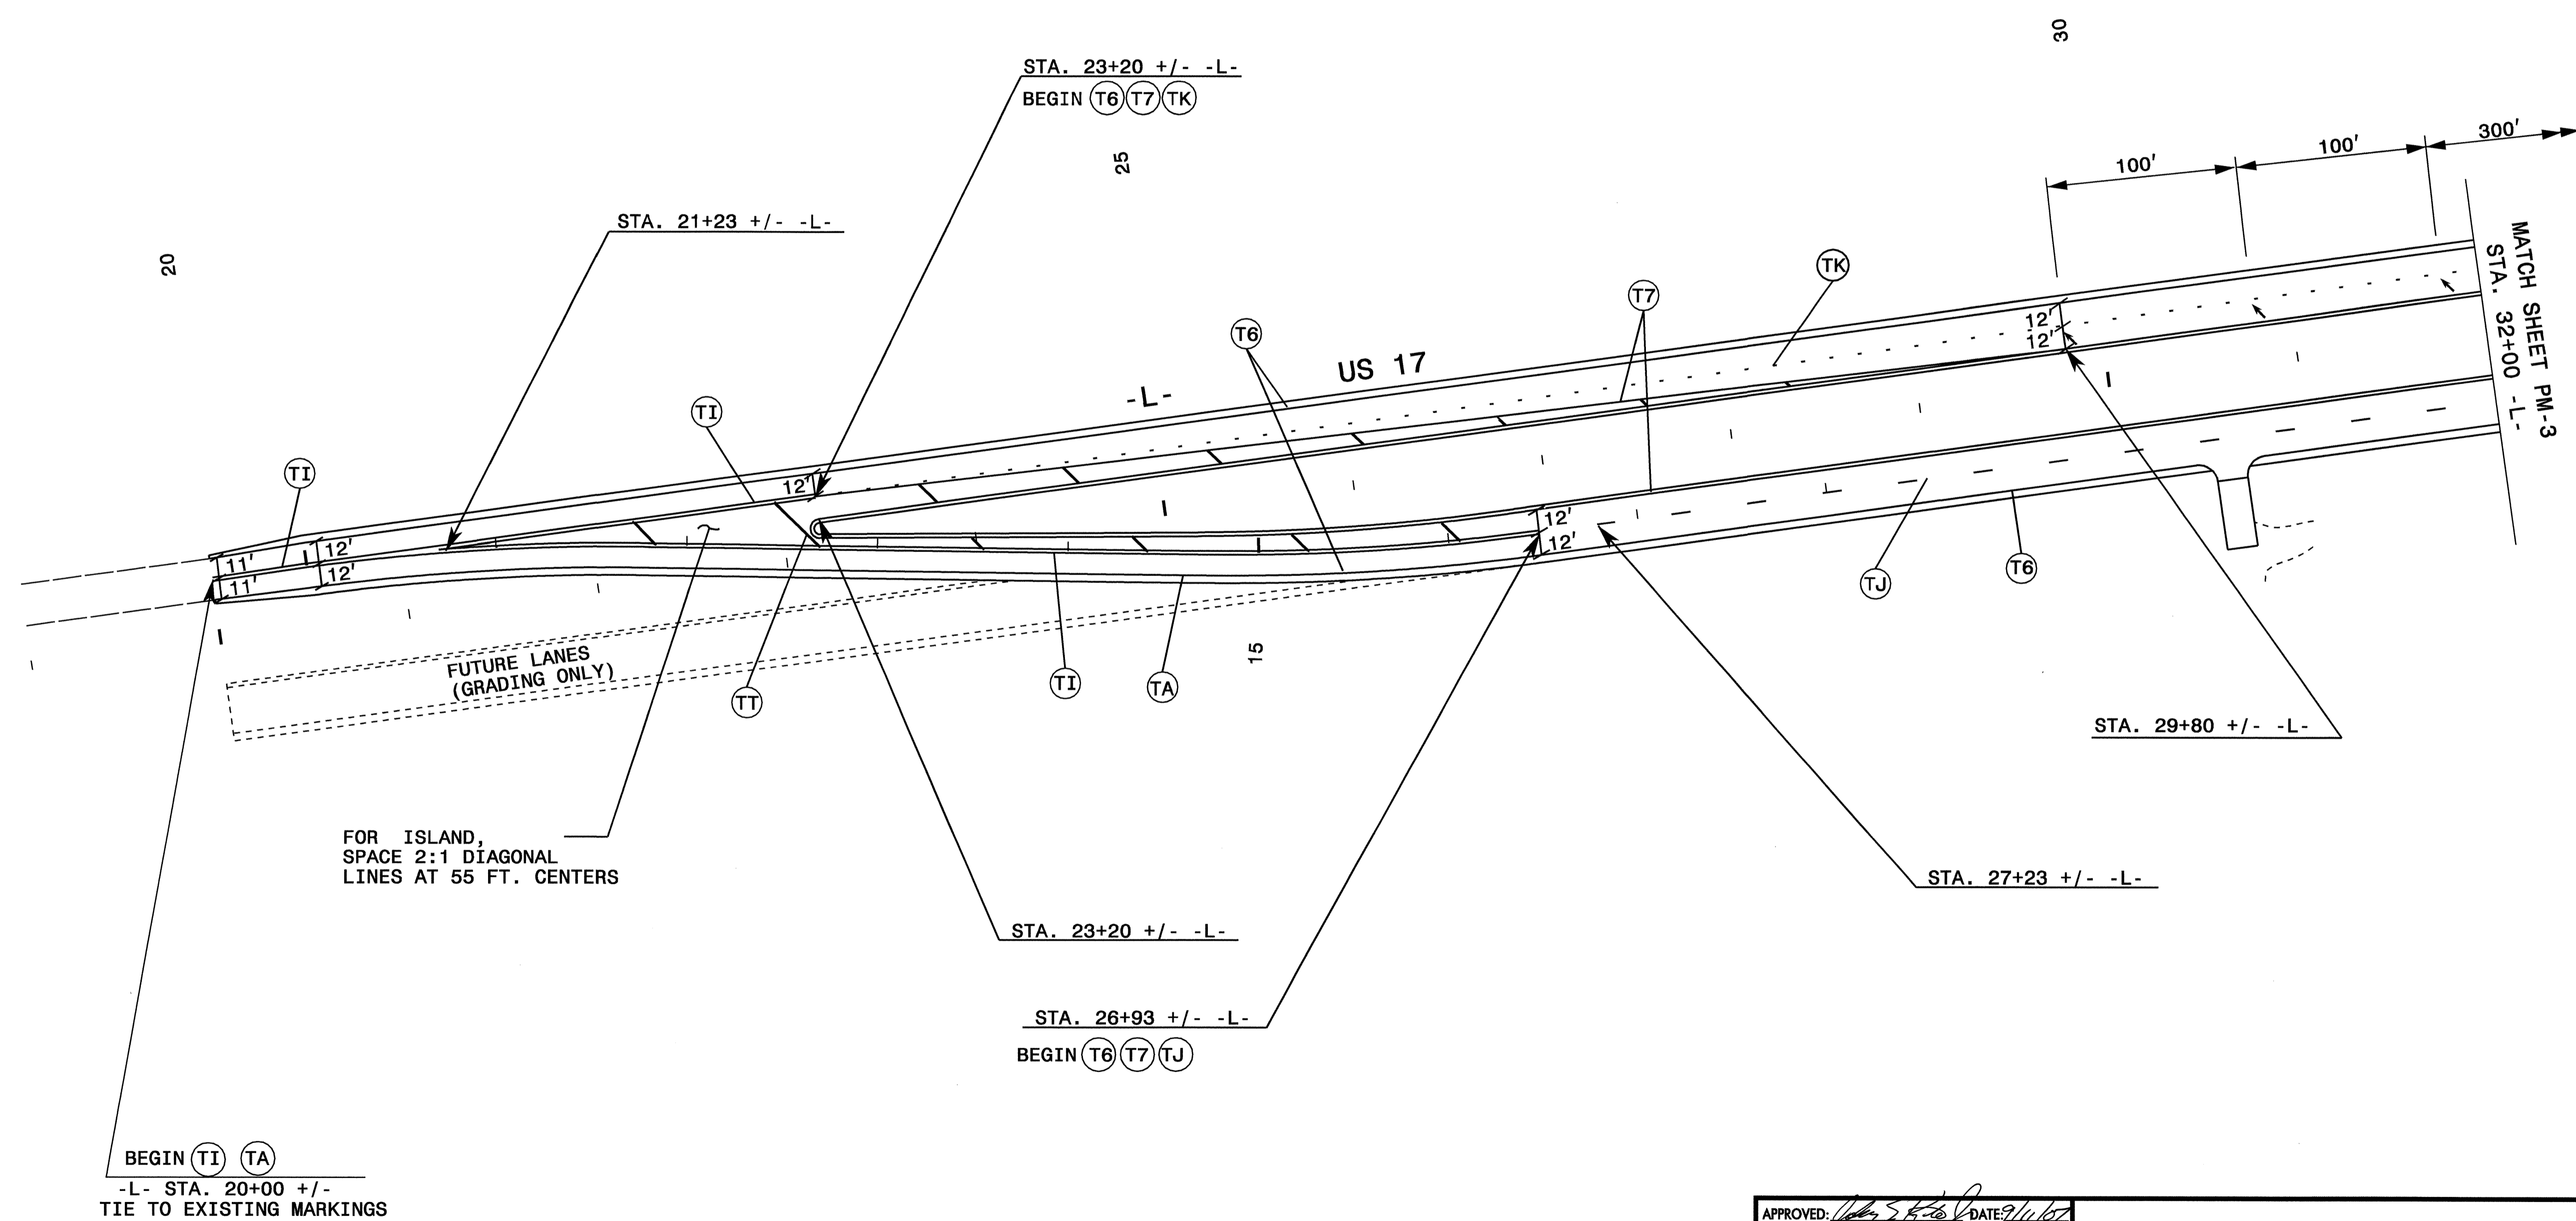 30
STA. 23+20 +/- -L-
BEGIN T6 T7 TK
25
100'
100'
300'
STA. 21+23 +/- -L-
20
MATCH SHEET PM-3
STA. 32+00 -L-
TK
T7
T6
US 17
-L-
12'
12'
TI
TI
12'
11'
11'
12'
12'
12'
12'
TJ
T6
FUTURE LANES
(GRADING ONLY)
15
TT
TI
TA
STA. 29+80 +/- -L-
FOR ISLAND,
SPACE 2:1 DIAGONAL
LINES AT 55 FT. CENTERS
STA. 27+23 +/- -L-
STA. 23+20 +/- -L-
STA. 26+93 +/- -L-
BEGIN T6 T7 TJ
BEGIN TI TA
-L- STA. 20+00 +/-
TIE TO EXISTING MARKINGS
APPROVED: DATE: 9/11/07